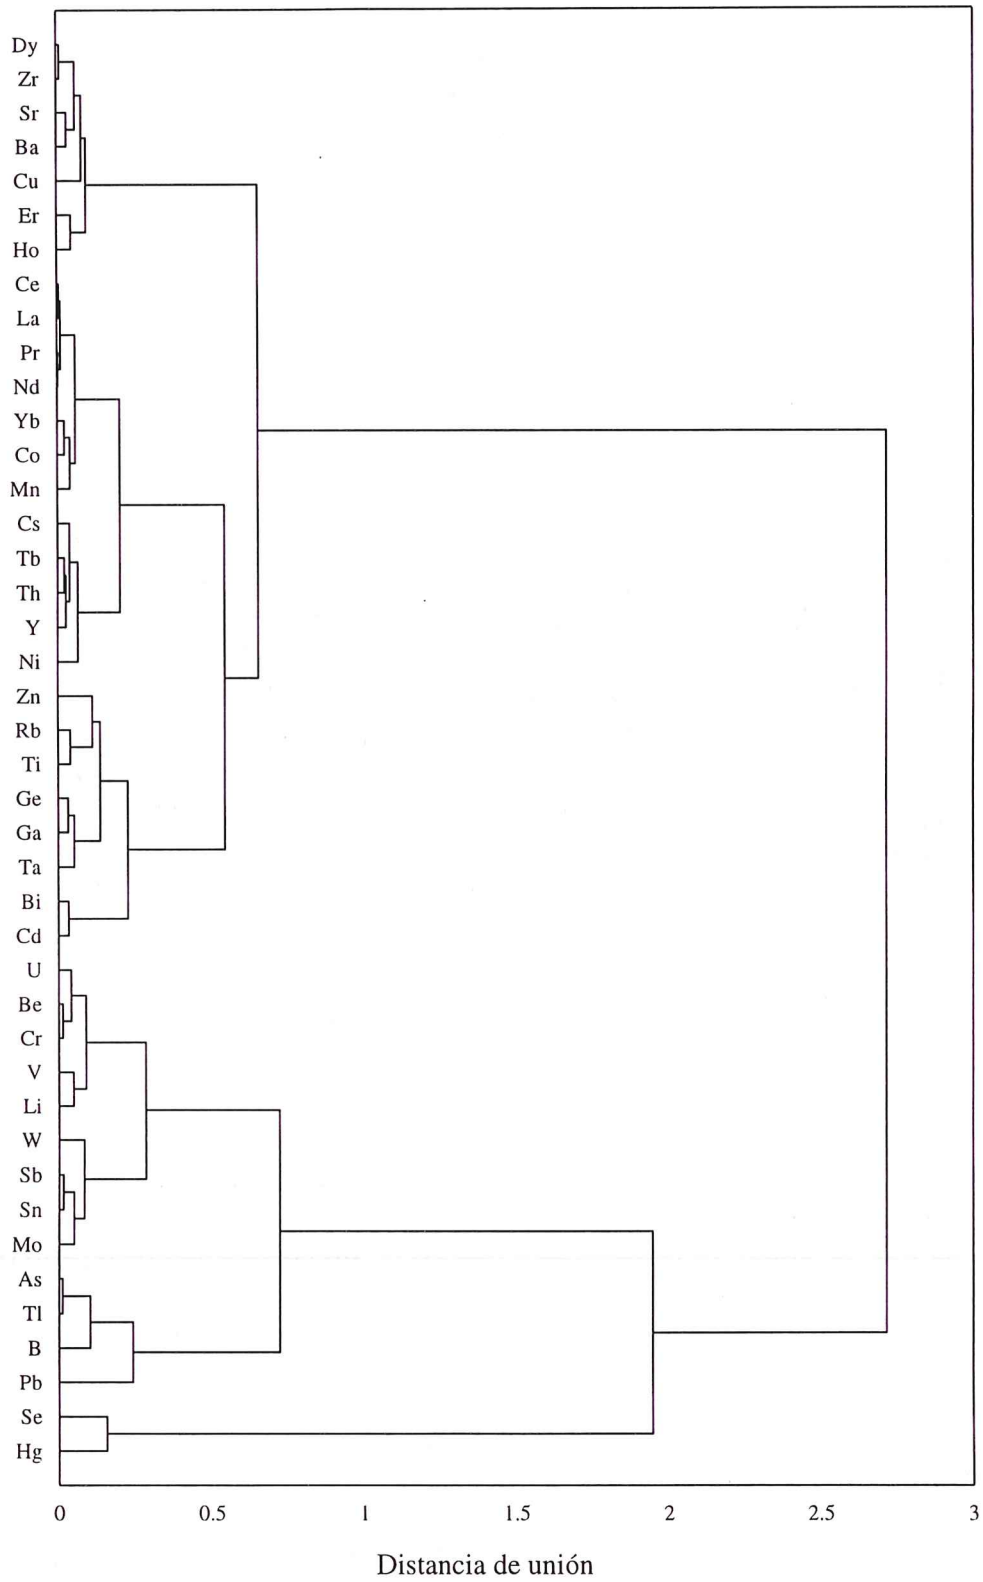 Dy
Zr
Sr
Ba
Cu
Er
Ho
Ce
La
Pr
Nd
Yb
Co
Mn
Cs
Tb
Th
Y
Ni
Zn
Rb
Ti
Ge
Ga
Ta
Bi
Cd
U
Be
Cr
V
Li
W
Sb
Sn
Mo
As
Tl
B
Pb
Se
Hg
0 0.5 1 1.5 2 2.5 3
Distancia de unión